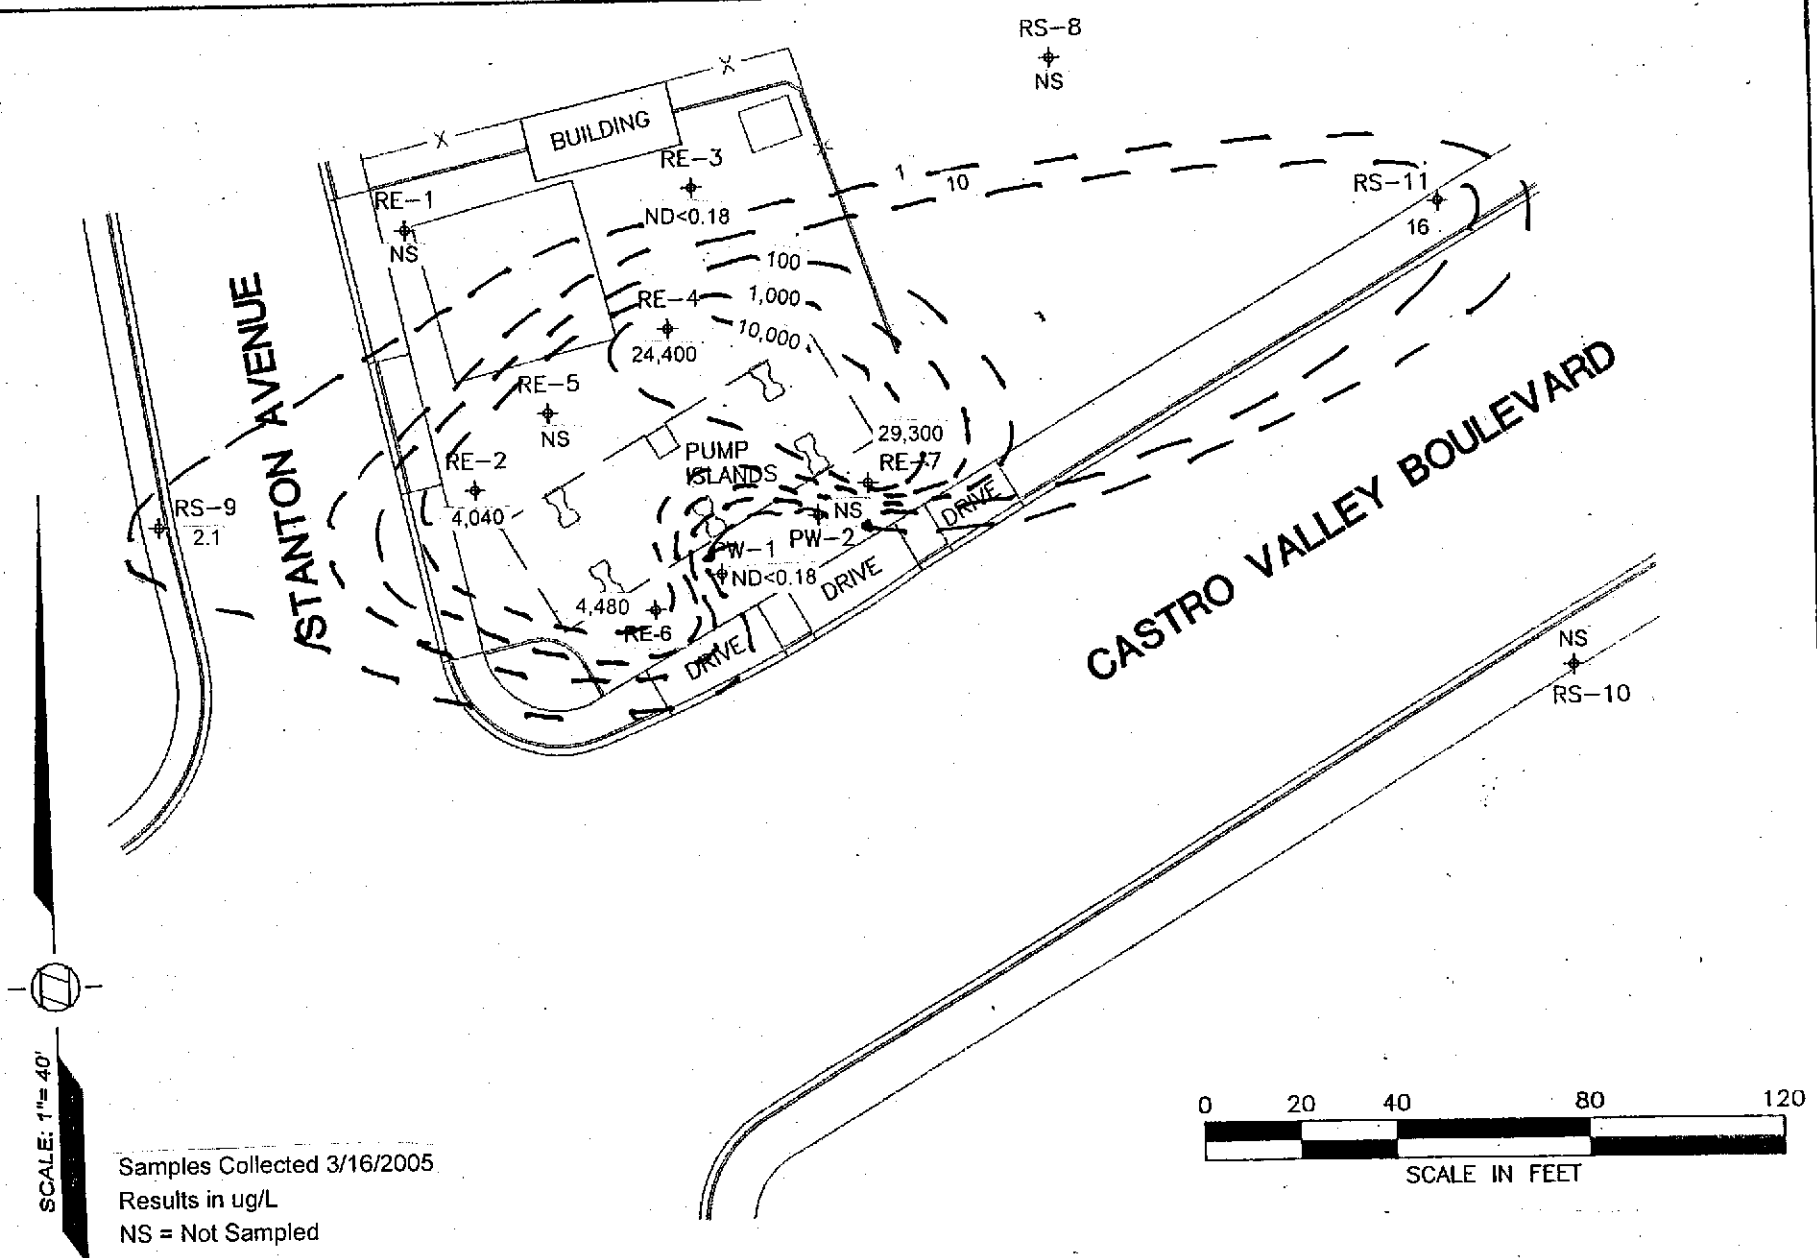 RS-8
NS
BUILDING
RE-3
ND<0.18
RE-1
NS
1
10
RS-11
16
100
1,000
10,000
RE-4
24,400
RE-5
NS
STANTON AVENUE
RE-2
4,040
RS-9
2.1
PUMP
ISLANDS
29,300
RE-7
NS
PW-2
DRIVE
PW-1
ND<0.18
DRIVE
4,480
RE-6
DRIVE
CASTRO VALLEY BOULEVARD
NS
RS-10
SCALE: 1"= 40'
0 20 40 80 120
SCALE IN FEET
Samples Collected 3/16/2005
Results in ug/L
NS = Not Sampled